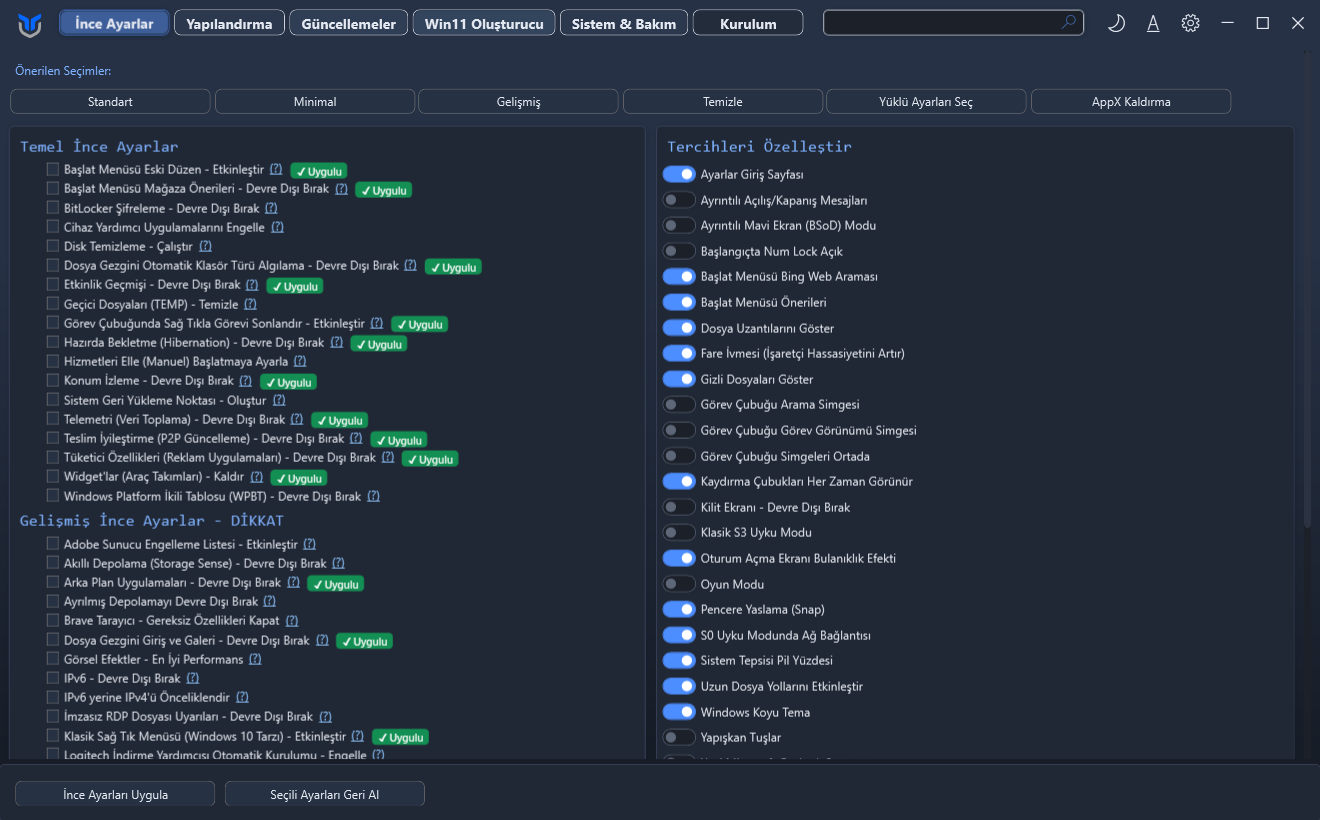 İnce Ayarlar
Yapılandırma
Güncellemeler
Win11 Oluşturucu
Sistem & Bakım
Kurulum
Önerilen Seçimler:
Standart
Minimal
Gelişmiş
Temizle
Yüklü Ayarları Seç
AppX Kaldırma
Temel İnce Ayarlar
Başlat Menüsü Eski Düzen - Etkinleştir (?) ✓ Uygulu
Başlat Menüsü Mağaza Önerileri - Devre Dışı Bırak (?) ✓ Uygulu
BitLocker Şifreleme - Devre Dışı Bırak (?)
Cihaz Yardımcı Uygulamalarını Engelle (?)
Disk Temizleme - Çalıştır (?)
Dosya Gezgini Otomatik Klasör Türü Algılama - Devre Dışı Bırak (?) ✓ Uygulu
Etkinlik Geçmişi - Devre Dışı Bırak (?) ✓ Uygulu
Geçici Dosyaları (TEMP) - Temizle (?)
Görev Çubuğunda Sağ Tıkla Görevi Sonlandır - Etkinleştir (?) ✓ Uygulu
Hazırda Bekletme (Hibernation) - Devre Dışı Bırak (?) ✓ Uygulu
Hizmetleri Elle (Manuel) Başlatmaya Ayarla (?)
Konum İzleme - Devre Dışı Bırak (?) ✓ Uygulu
Sistem Geri Yükleme Noktası - Oluştur (?)
Telemetri (Veri Toplama) - Devre Dışı Bırak (?) ✓ Uygulu
Teslim İyileştirme (P2P Güncelleme) - Devre Dışı Bırak (?) ✓ Uygulu
Tüketici Özellikleri (Reklam Uygulamaları) - Devre Dışı Bırak (?) ✓ Uygulu
Widget'lar (Araç Takımları) - Kaldır (?) ✓ Uygulu
Windows Platform İkili Tablosu (WPBT) - Devre Dışı Bırak (?)
Gelişmiş İnce Ayarlar - DİKKAT
Adobe Sunucu Engelleme Listesi - Etkinleştir (?)
Akıllı Depolama (Storage Sense) - Devre Dışı Bırak (?)
Arka Plan Uygulamaları - Devre Dışı Bırak (?) ✓ Uygulu
Ayrılmış Depolamayı Devre Dışı Bırak (?)
Brave Tarayıcı - Gereksiz Özellikleri Kapat (?)
Dosya Gezgini Giriş ve Galeri - Devre Dışı Bırak (?) ✓ Uygulu
Görsel Efektler - En İyi Performans (?)
IPv6 - Devre Dışı Bırak (?)
IPv6 yerine IPv4'ü Önceliklendir (?)
İmzasız RDP Dosyası Uyarıları - Devre Dışı Bırak (?)
Klasik Sağ Tık Menüsü (Windows 10 Tarzı) - Etkinleştir (?) ✓ Uygulu
Logitech İndirme Yardımcısı Otomatik Kurulumu - Engelle (?)
Tercihleri Özelleştir
Ayarlar Giriş Sayfası
Ayrıntılı Açılış/Kapanış Mesajları
Ayrıntılı Mavi Ekran (BSoD) Modu
Başlangıçta Num Lock Açık
Başlat Menüsü Bing Web Araması
Başlat Menüsü Önerileri
Dosya Uzantılarını Göster
Fare İvmesi (İşaretçi Hassasiyetini Artır)
Gizli Dosyaları Göster
Görev Çubuğu Arama Simgesi
Görev Çubuğu Görev Görünümü Simgesi
Görev Çubuğu Simgeleri Ortada
Kaydırma Çubukları Her Zaman Görünür
Kilit Ekranı - Devre Dışı Bırak
Klasik S3 Uyku Modu
Oturum Açma Ekranı Bulanıklık Efekti
Oyun Modu
Pencere Yaslama (Snap)
S0 Uyku Modunda Ağ Bağlantısı
Sistem Tepsisi Pil Yüzdesi
Uzun Dosya Yollarını Etkinleştir
Windows Koyu Tema
Yapışkan Tuşlar
İnce Ayarları Uygula
Seçili Ayarları Geri Al